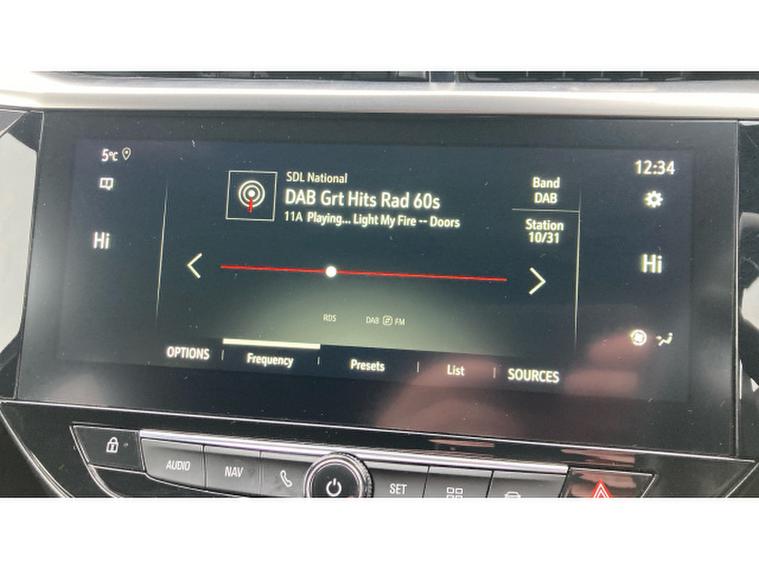 5°C
12:34
SDL National
DAB Grt Hits Rad 60s
11A Playing... Light My Fire -- Doors
Band
DAB
Station
10/31
Hi
Hi
RDS
DAB FM
OPTIONS
Frequency
Presets
List
SOURCES
AUDIO
NAV
SET